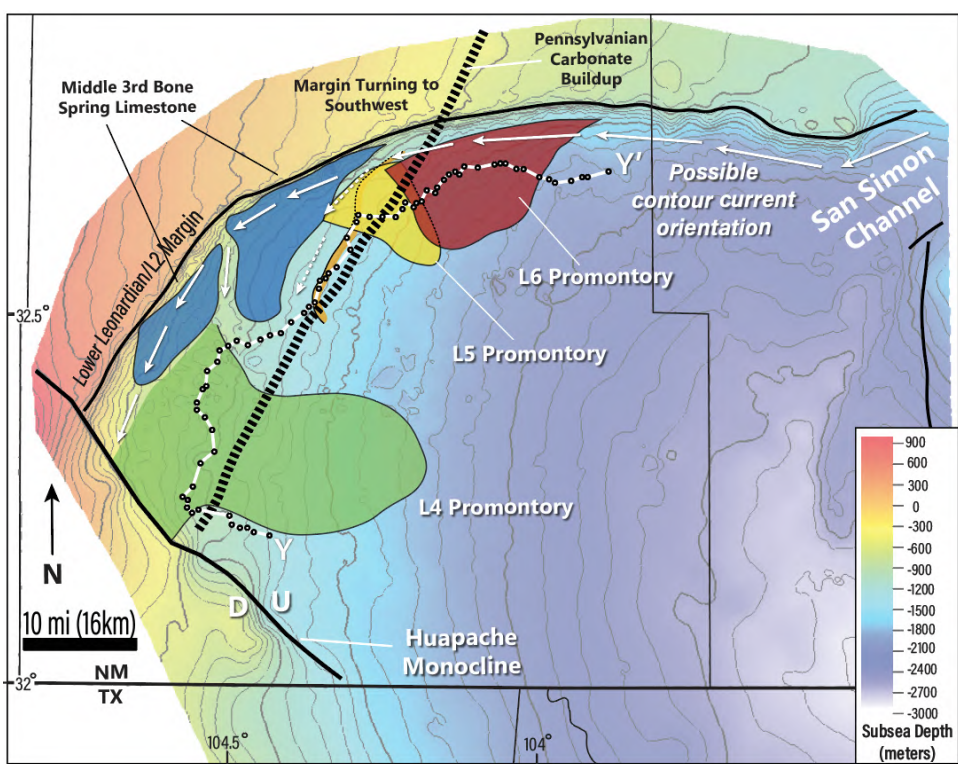 Pennsylvanian
Carbonate
Buildup
Middle 3rd Bone
Spring Limestone
Margin Turning to
Southwest
Y'
Possible
contour current
orientation
San Simon
Channel
Lower Leonardian/L2 Margin
L6 Promontory
L5 Promontory
32.5°
L4 Promontory
Y
N
D U
10 mi (16km)
Huapache
Monocline
NM
32°
TX
104.5°
104°
900
600
300
0
-300
-600
-900
-1200
-1500
-1800
-2100
-2400
-2700
-3000
Subsea Depth
(meters)